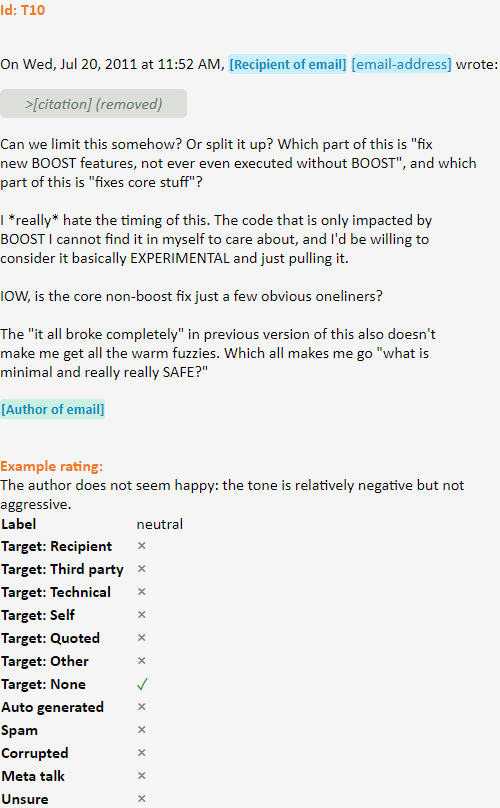 Id: T10
On Wed, Jul 20, 2011 at 11:52 AM, [Recipient of email] [email-address] wrote:
>[citation] (removed)
Can we limit this somehow? Or split it up? Which part of this is "fix
new BOOST features, not ever even executed without BOOST", and which
part of this is "fixes core stuff"?
I *really* hate the timing of this. The code that is only impacted by
BOOST I cannot find it in myself to care about, and I'd be willing to
consider it basically EXPERIMENTAL and just pulling it.
IOW, is the core non-boost fix just a few obvious oneliners?
The "it all broke completely" in previous version of this also doesn't
make me get all the warm fuzzies. Which all makes me go "what is
minimal and really really SAFE?"
[Author of email]
Example rating:
The author does not seem happy: the tone is relatively negative but not
aggressive.
Label neutral
Target: Recipient ×
Target: Third party ×
Target: Technical ×
Target: Self ×
Target: Quoted ×
Target: Other ×
Target: None ✓
Auto generated ×
Spam ×
Corrupted ×
Meta talk ×
Unsure ×